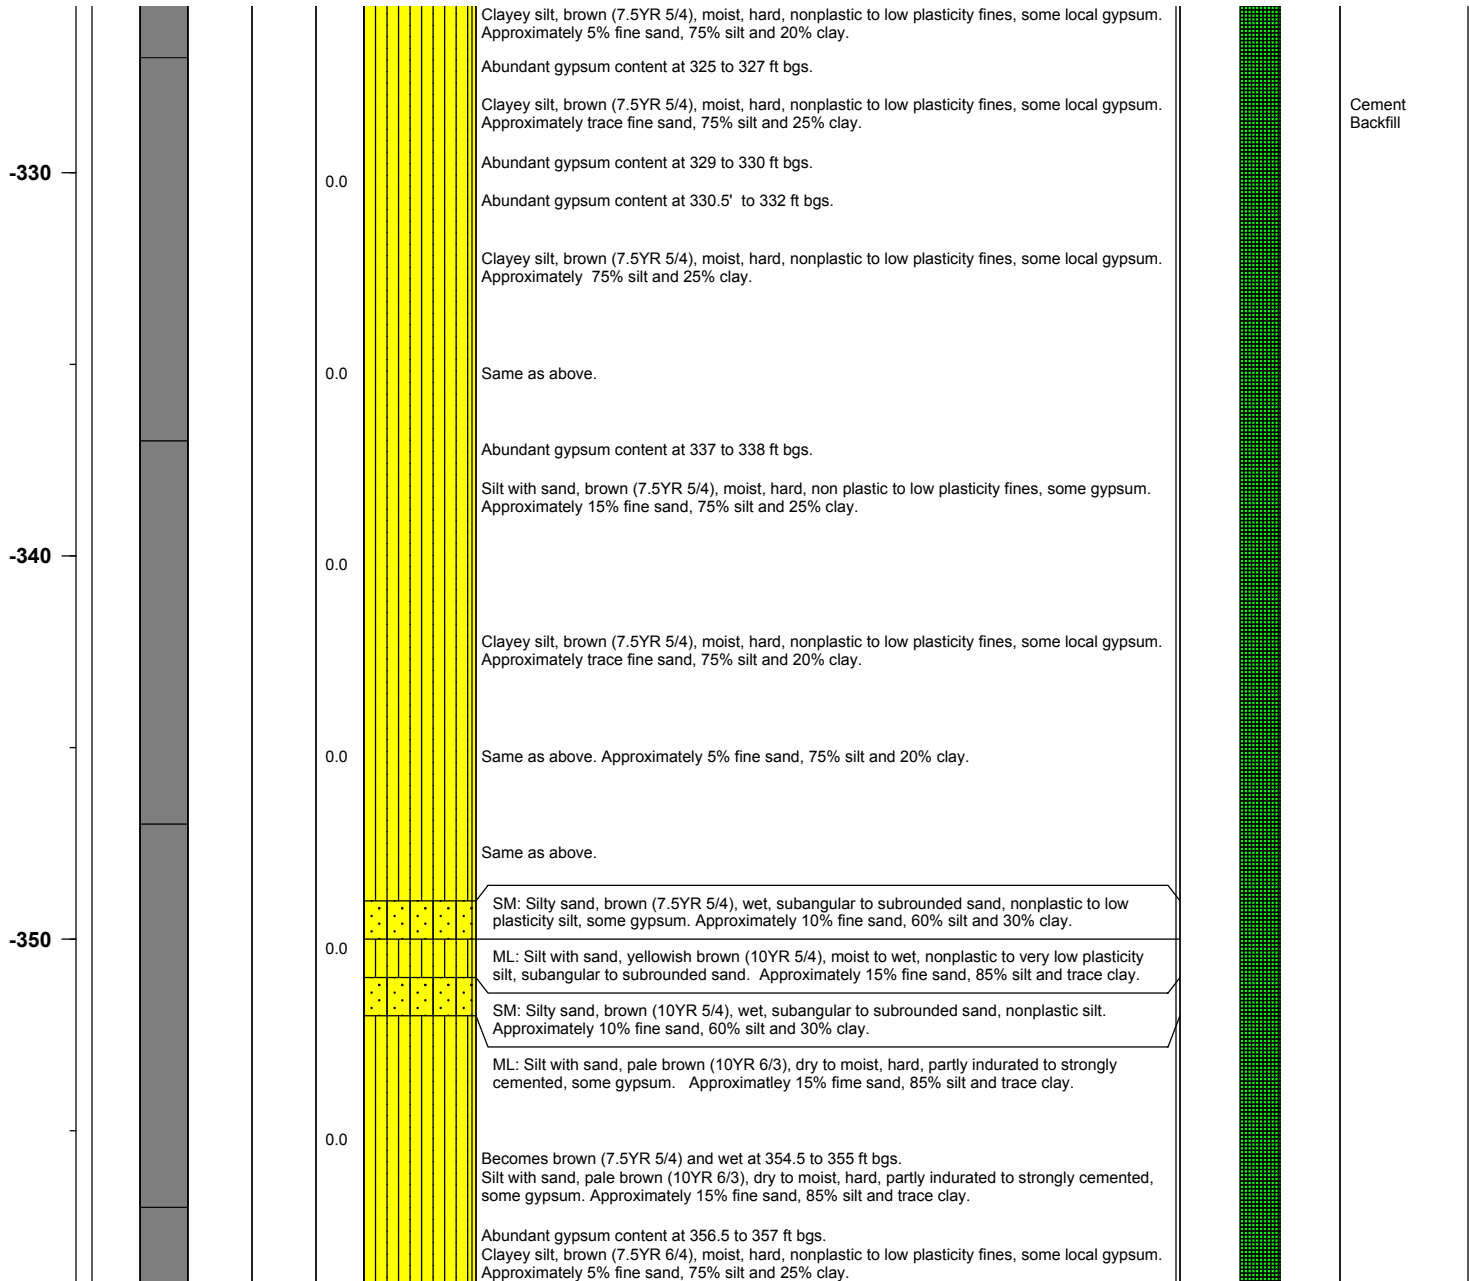 Clayey silt, brown (7.5YR 5/4), moist, hard, nonplastic to low plasticity fines, some local gypsum.
Approximately 5% fine sand, 75% silt and 20% clay.
Abundant gypsum content at 325 to 327 ft bgs.
Clayey silt, brown (7.5YR 5/4), moist, hard, nonplastic to low plasticity fines, some local gypsum.
Approximately trace fine sand, 75% silt and 25% clay.
Cement
Backfill
Abundant gypsum content at 329 to 330 ft bgs.
-330
0.0
Abundant gypsum content at 330.5'  to 332 ft bgs.
Clayey silt, brown (7.5YR 5/4), moist, hard, nonplastic to low plasticity fines, some local gypsum.
Approximately  75% silt and 25% clay.
0.0
Same as above.
Abundant gypsum content at 337 to 338 ft bgs.
Silt with sand, brown (7.5YR 5/4), moist, hard, non plastic to low plasticity fines, some gypsum.
Approximately 15% fine sand, 75% silt and 25% clay.
-340
0.0
Clayey silt, brown (7.5YR 5/4), moist, hard, nonplastic to low plasticity fines, some local gypsum.
Approximately trace fine sand, 75% silt and 20% clay.
0.0
Same as above. Approximately 5% fine sand, 75% silt and 20% clay.
Same as above.
SM: Silty sand, brown (7.5YR 5/4), wet, subangular to subrounded sand, nonplastic to low
plasticity silt, some gypsum. Approximately 10% fine sand, 60% silt and 30% clay.
-350
0.0
ML: Silt with sand, yellowish brown (10YR 5/4), moist to wet, nonplastic to very low plasticity
silt, subangular to subrounded sand.  Approximately 15% fine sand, 85% silt and trace clay.
SM: Silty sand, brown (10YR 5/4), wet, subangular to subrounded sand, nonplastic silt.
Approximately 10% fine sand, 60% silt and 30% clay.
ML: Silt with sand, pale brown (10YR 6/3), dry to moist, hard, partly indurated to strongly
cemented, some gypsum.   Approximatley 15% fime sand, 85% silt and trace clay.
0.0
Becomes brown (7.5YR 5/4) and wet at 354.5 to 355 ft bgs.
Silt with sand, pale brown (10YR 6/3), dry to moist, hard, partly indurated to strongly cemented,
some gypsum. Approximately 15% fine sand, 85% silt and trace clay.
Abundant gypsum content at 356.5 to 357 ft bgs.
Clayey silt, brown (7.5YR 6/4), moist, hard, nonplastic to low plasticity fines, some local gypsum.
Approximately 5% fine sand, 75% silt and 25% clay.